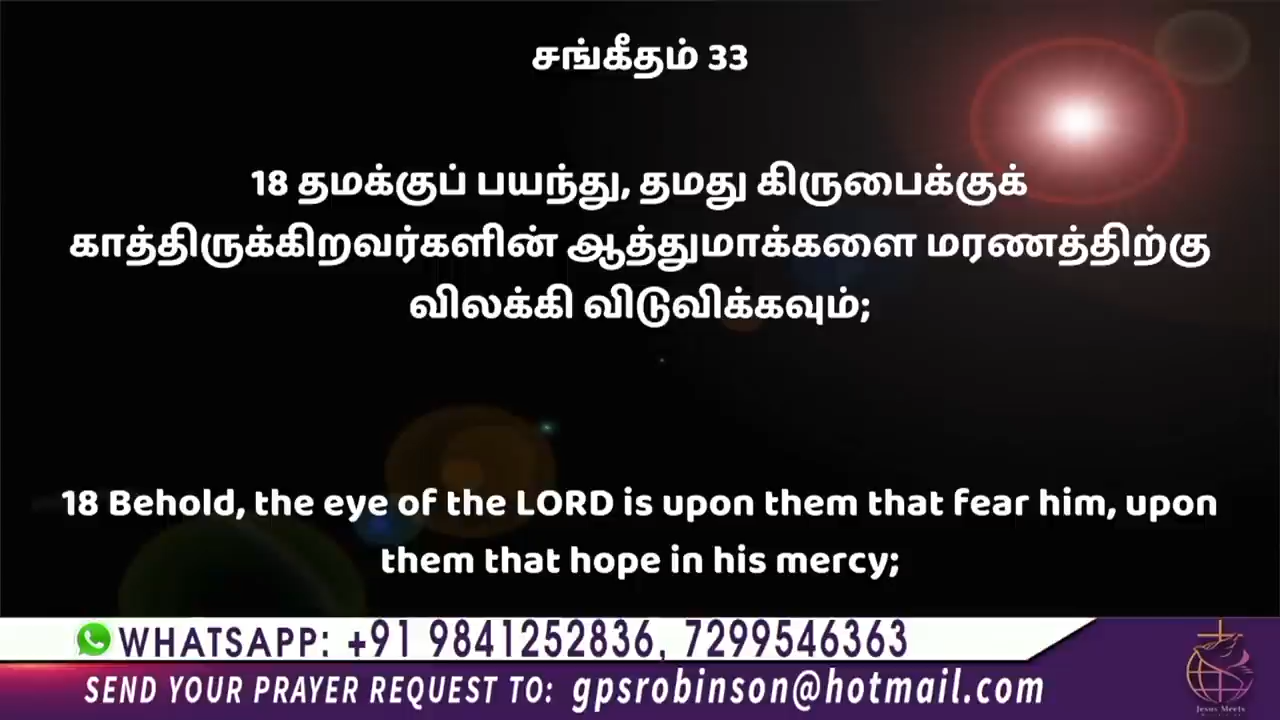 சங்கீதம் 33
18 தமக்குப் பயந்து, தமது கிருபைக்குக்
காத்திருக்கிறவர்களின் ஆத்துமாக்களை மரணத்திற்கு
விலக்கி விடுவிக்கவும்;
18 Behold, the eye of the LORD is upon them that fear him, upon
them that hope in his mercy;
WHATSAPP: +91 9841252836, 7299546363
SEND YOUR PRAYER REQUEST TO: gpsrobinson@hotmail.com
Jesus Meets